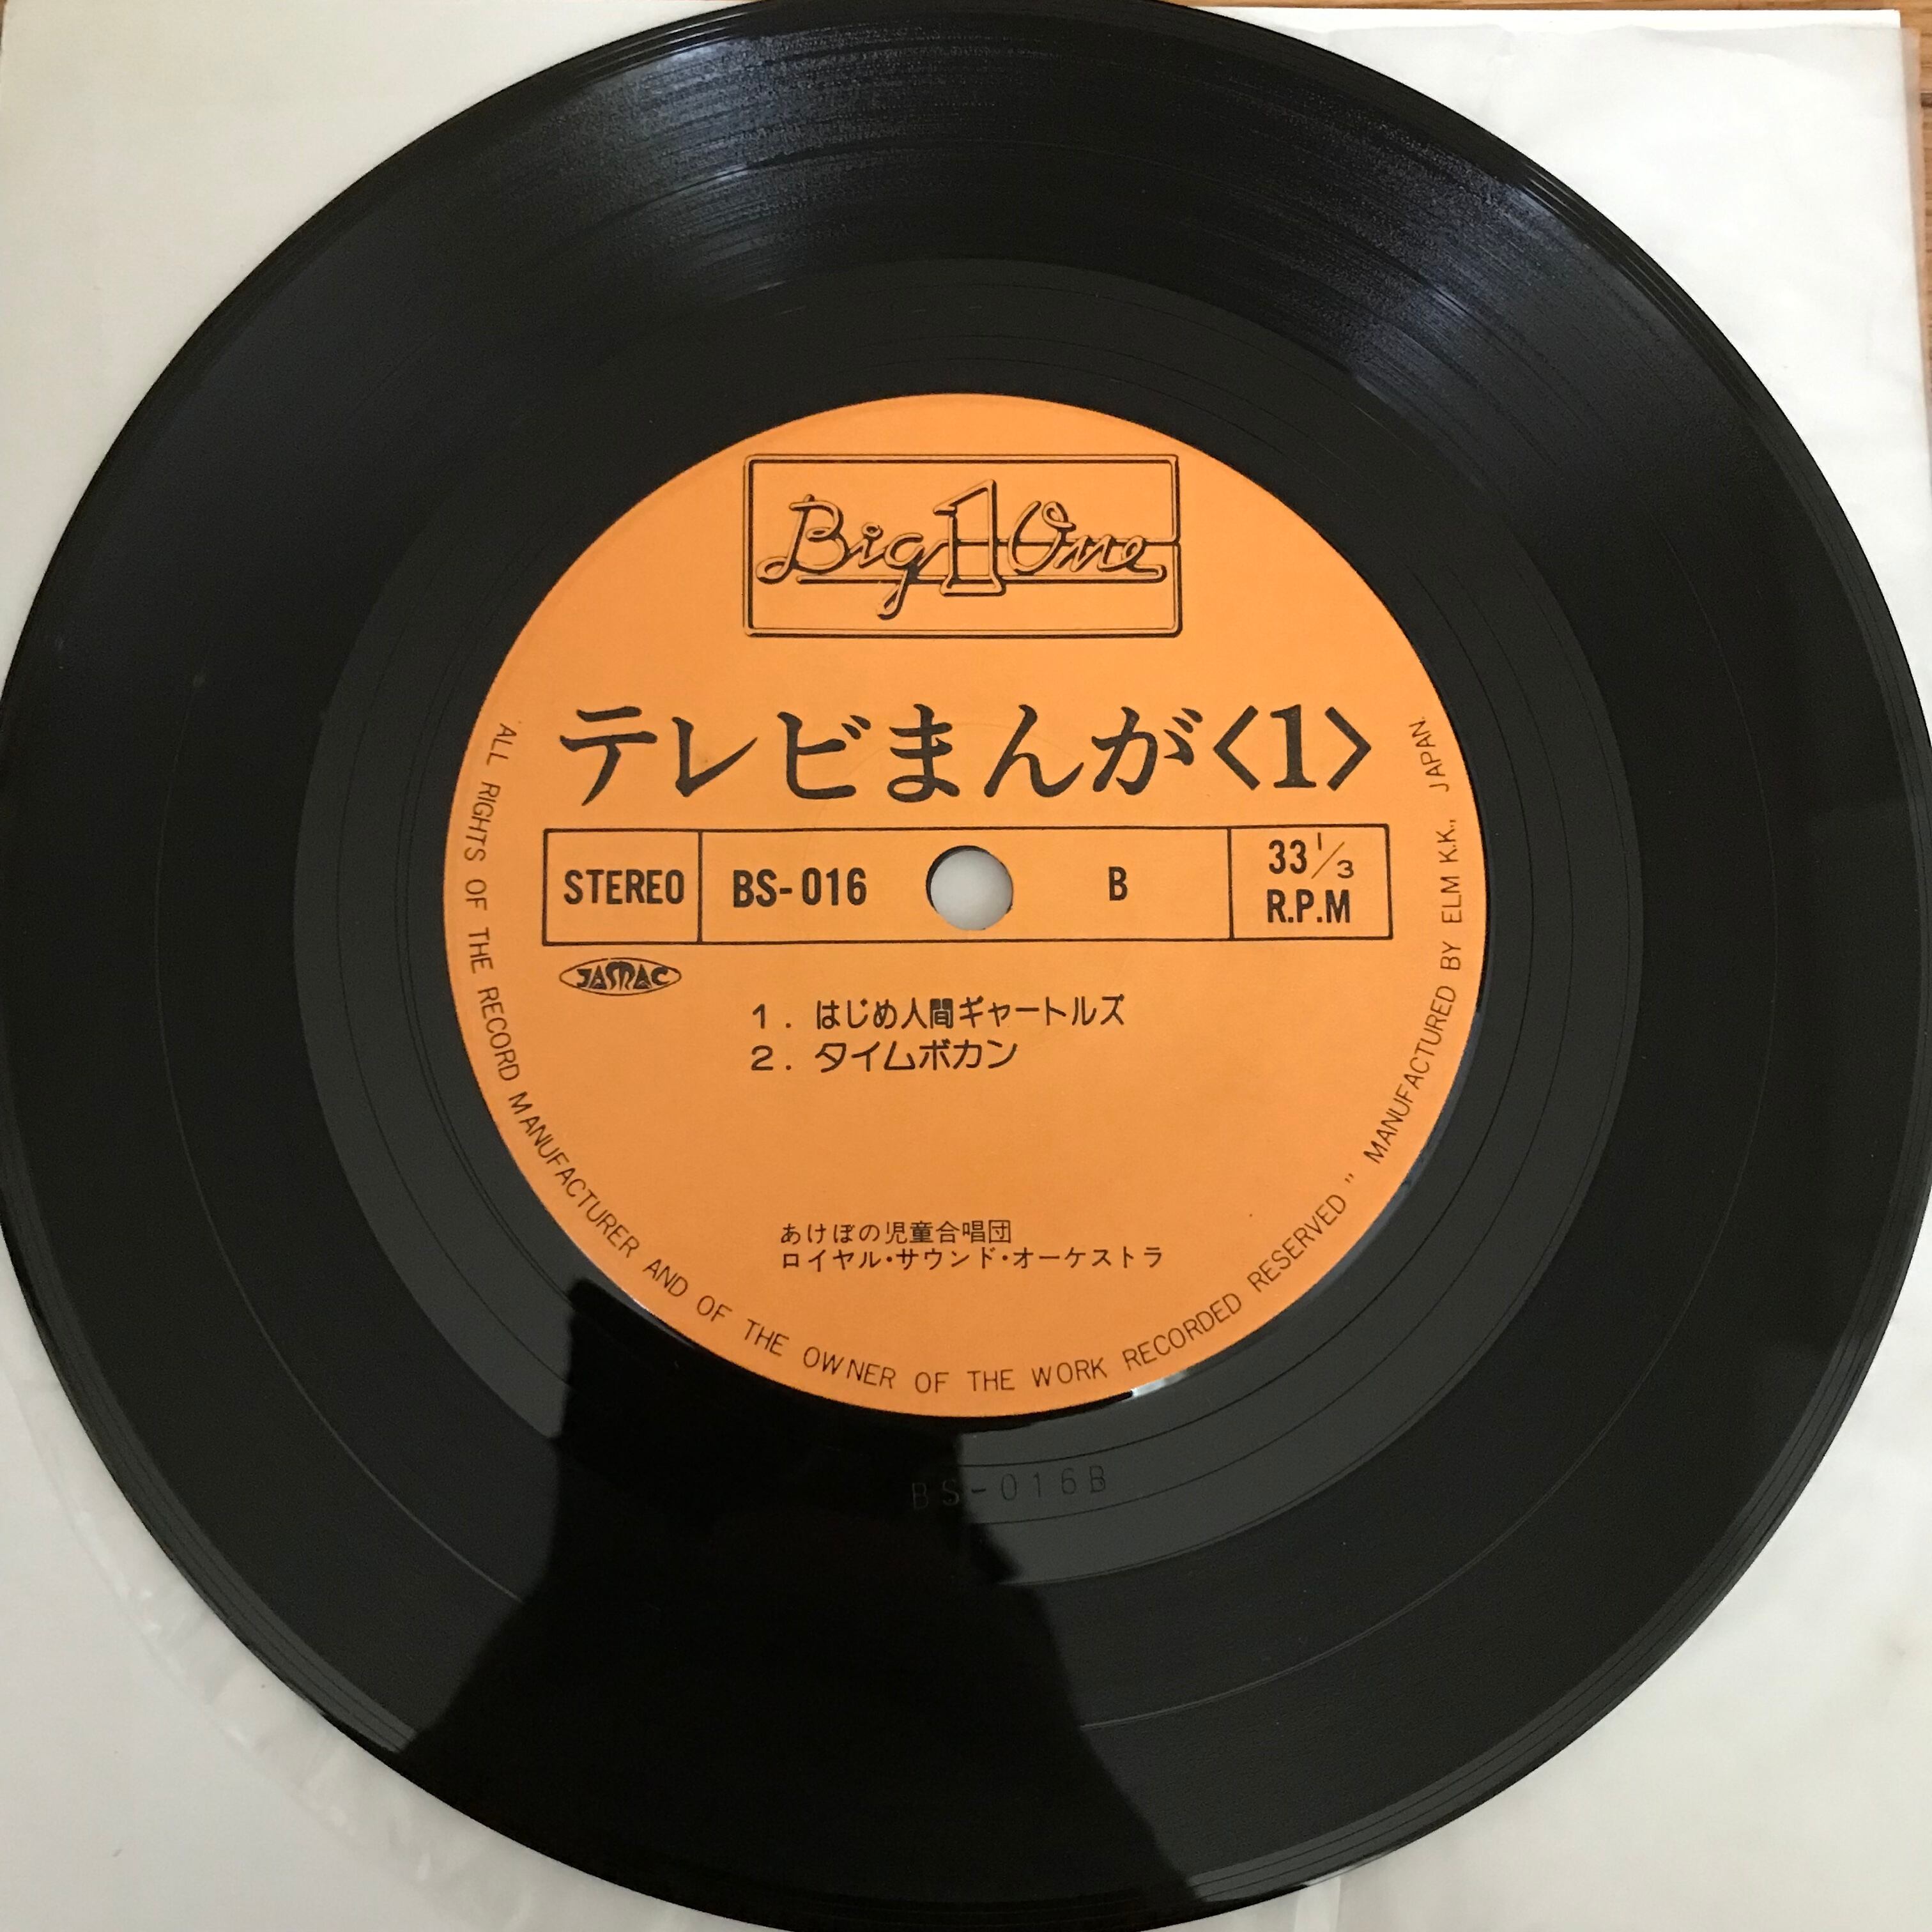 Big 1 One
テレビまんが〈1〉
STEREO BS-016 B 33 1/3 R.P.M
JASRAC
1. はじめ人間ギャートルズ
2. タイムボカン
あけぼの児童合唱団
ロイヤル・サウンド・オーケストラ
"ALL RIGHTS OF THE RECORD MANUFACTURER AND OF THE OWNER OF THE WORK RECORDED RESERVED" MANUFACTURED BY ELM K.K., JAPAN.
BS-016B